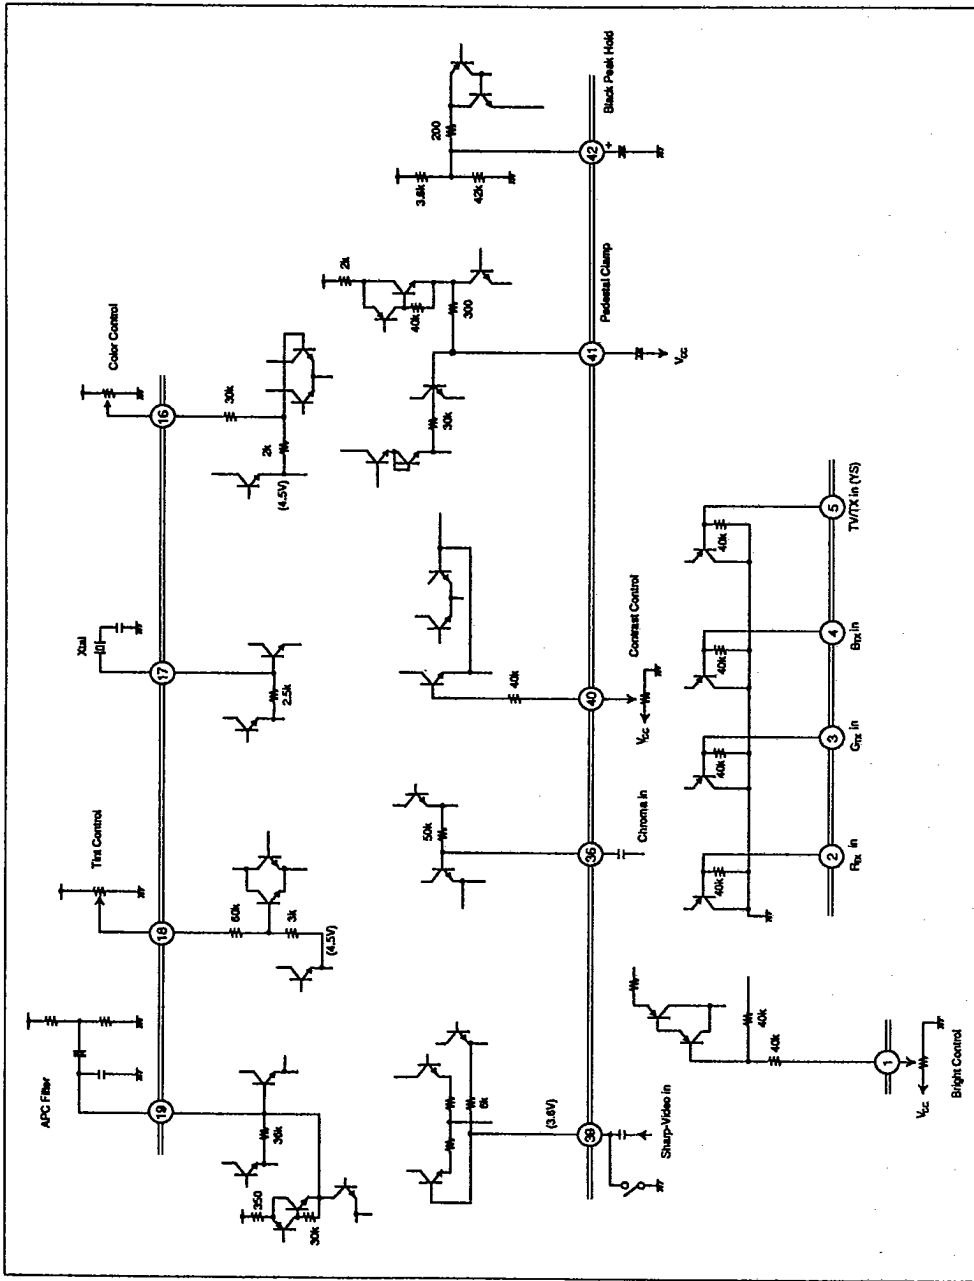 APC Filter
19
36k
350
30k
Tint Control
18
60k
3k
(4.5V)
Xtal
17
2.5k
Color Control
16
30k
2k
(4.5V)
6k
(3.6V)
39
Sharp-Video in
50k
36
Chroma in
40k
40
VCC
Contrast Control
30k
2k
40k
300
41
VCC
Pedestal Clamp
3.6k
42k
200
42
+
Black Peak Hold
40k
40k
1
VCC
Bright Control
40k
2
RTX in
40k
3
GTX in
40k
4
BTX in
40k
5
TV/TX in (YS)